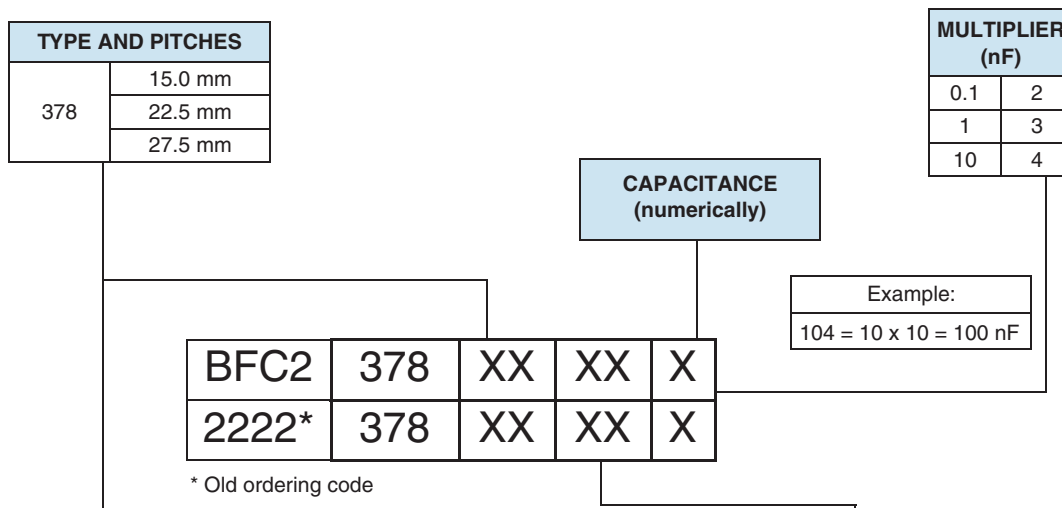 TYPE AND PITCHES
378
15.0 mm
22.5 mm
27.5 mm
MULTIPLIER
(nF)
0.1 2
1 3
10 4
CAPACITANCE
(numerically)
Example:
104 = 10 x 10 = 100 nF
BFC2 378 XX XX X
2222* 378 XX XX X
* Old ordering code